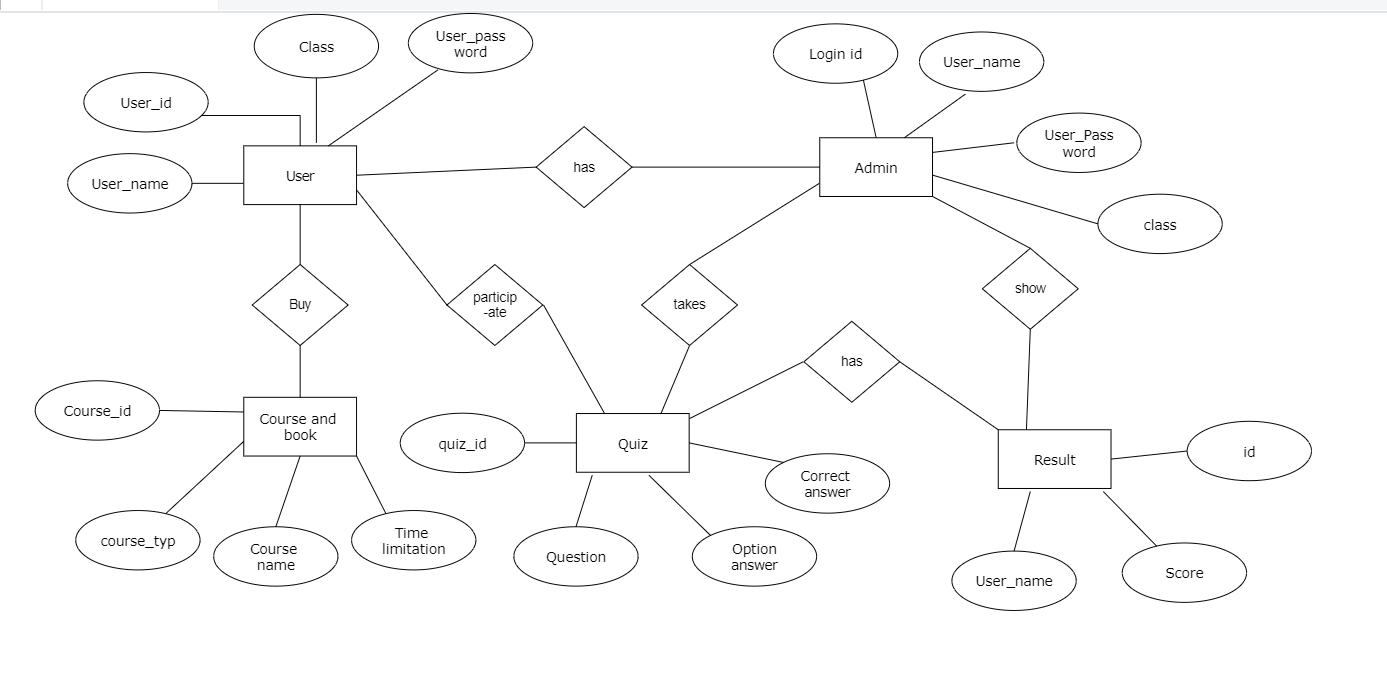 Class
User_pass
word
Login id
User_name
User_id
User_Pass
word
User_name
User
has
Admin
class
Buy
particip
-ate
takes
show
has
Course_id
Course and
book
quiz_id
Quiz
Correct
answer
Result
id
course_typ
Course
name
Time
limitation
Question
Option
answer
User_name
Score